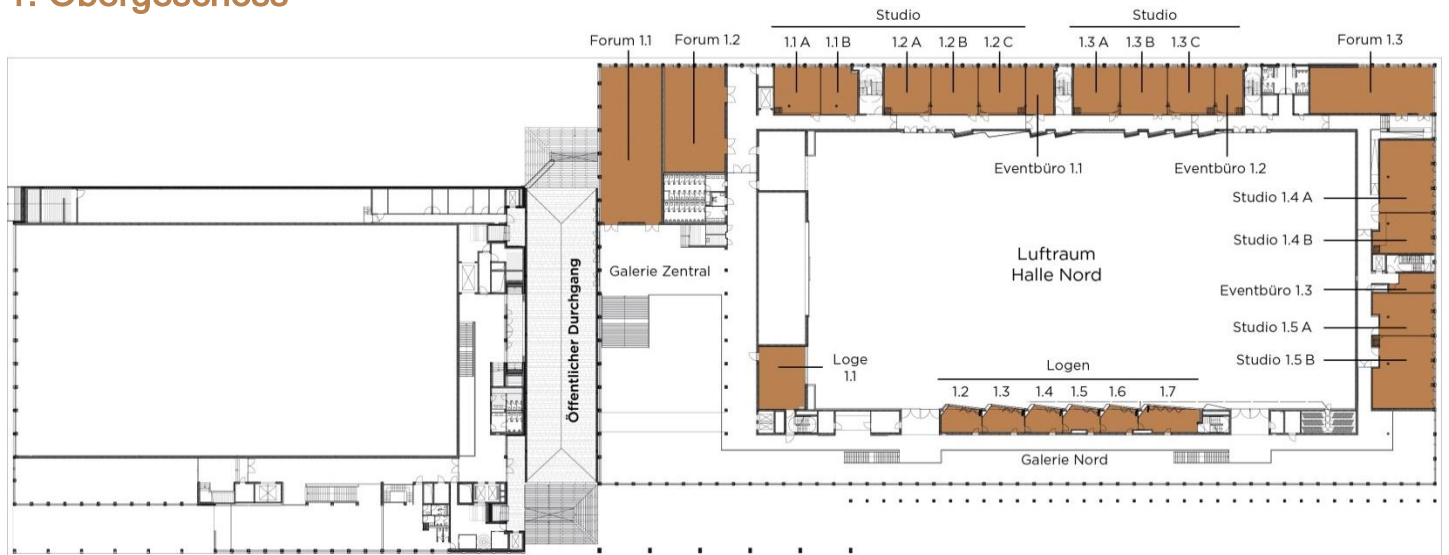 1. Obergeschoss
Studio
Studio
Forum 1.1
Forum 1.2
1.1 A
1.1 B
1.2 A
1.2 B
1.2 C
1.3 A
1.3 B
1.3 C
Forum 1.3
Eventbüro 1.1
Eventbüro 1.2
Studio 1.4 A
Studio 1.4 B
Eventbüro 1.3
Studio 1.5 A
Studio 1.5 B
Luftraum
Halle Nord
Galerie Zentral
Öffentlicher Durchgang
Loge
1.1
Logen
1.2
1.3
1.4
1.5
1.6
1.7
Galerie Nord